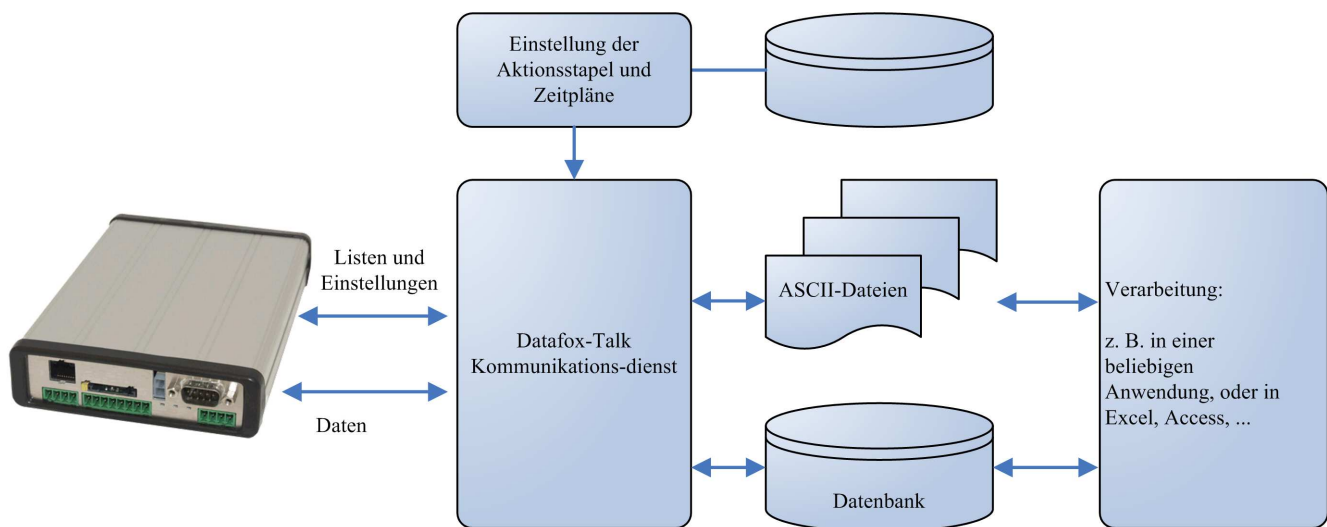 Einstellung der
Aktionsstapel und
Zeitpläne
Listen und
Einstellungen
Daten
Datafox-Talk
Kommunikations-dienst
ASCII-Dateien
Datenbank
Verarbeitung:
z. B. in einer
beliebigen
Anwendung, oder in
Excel, Access, ...